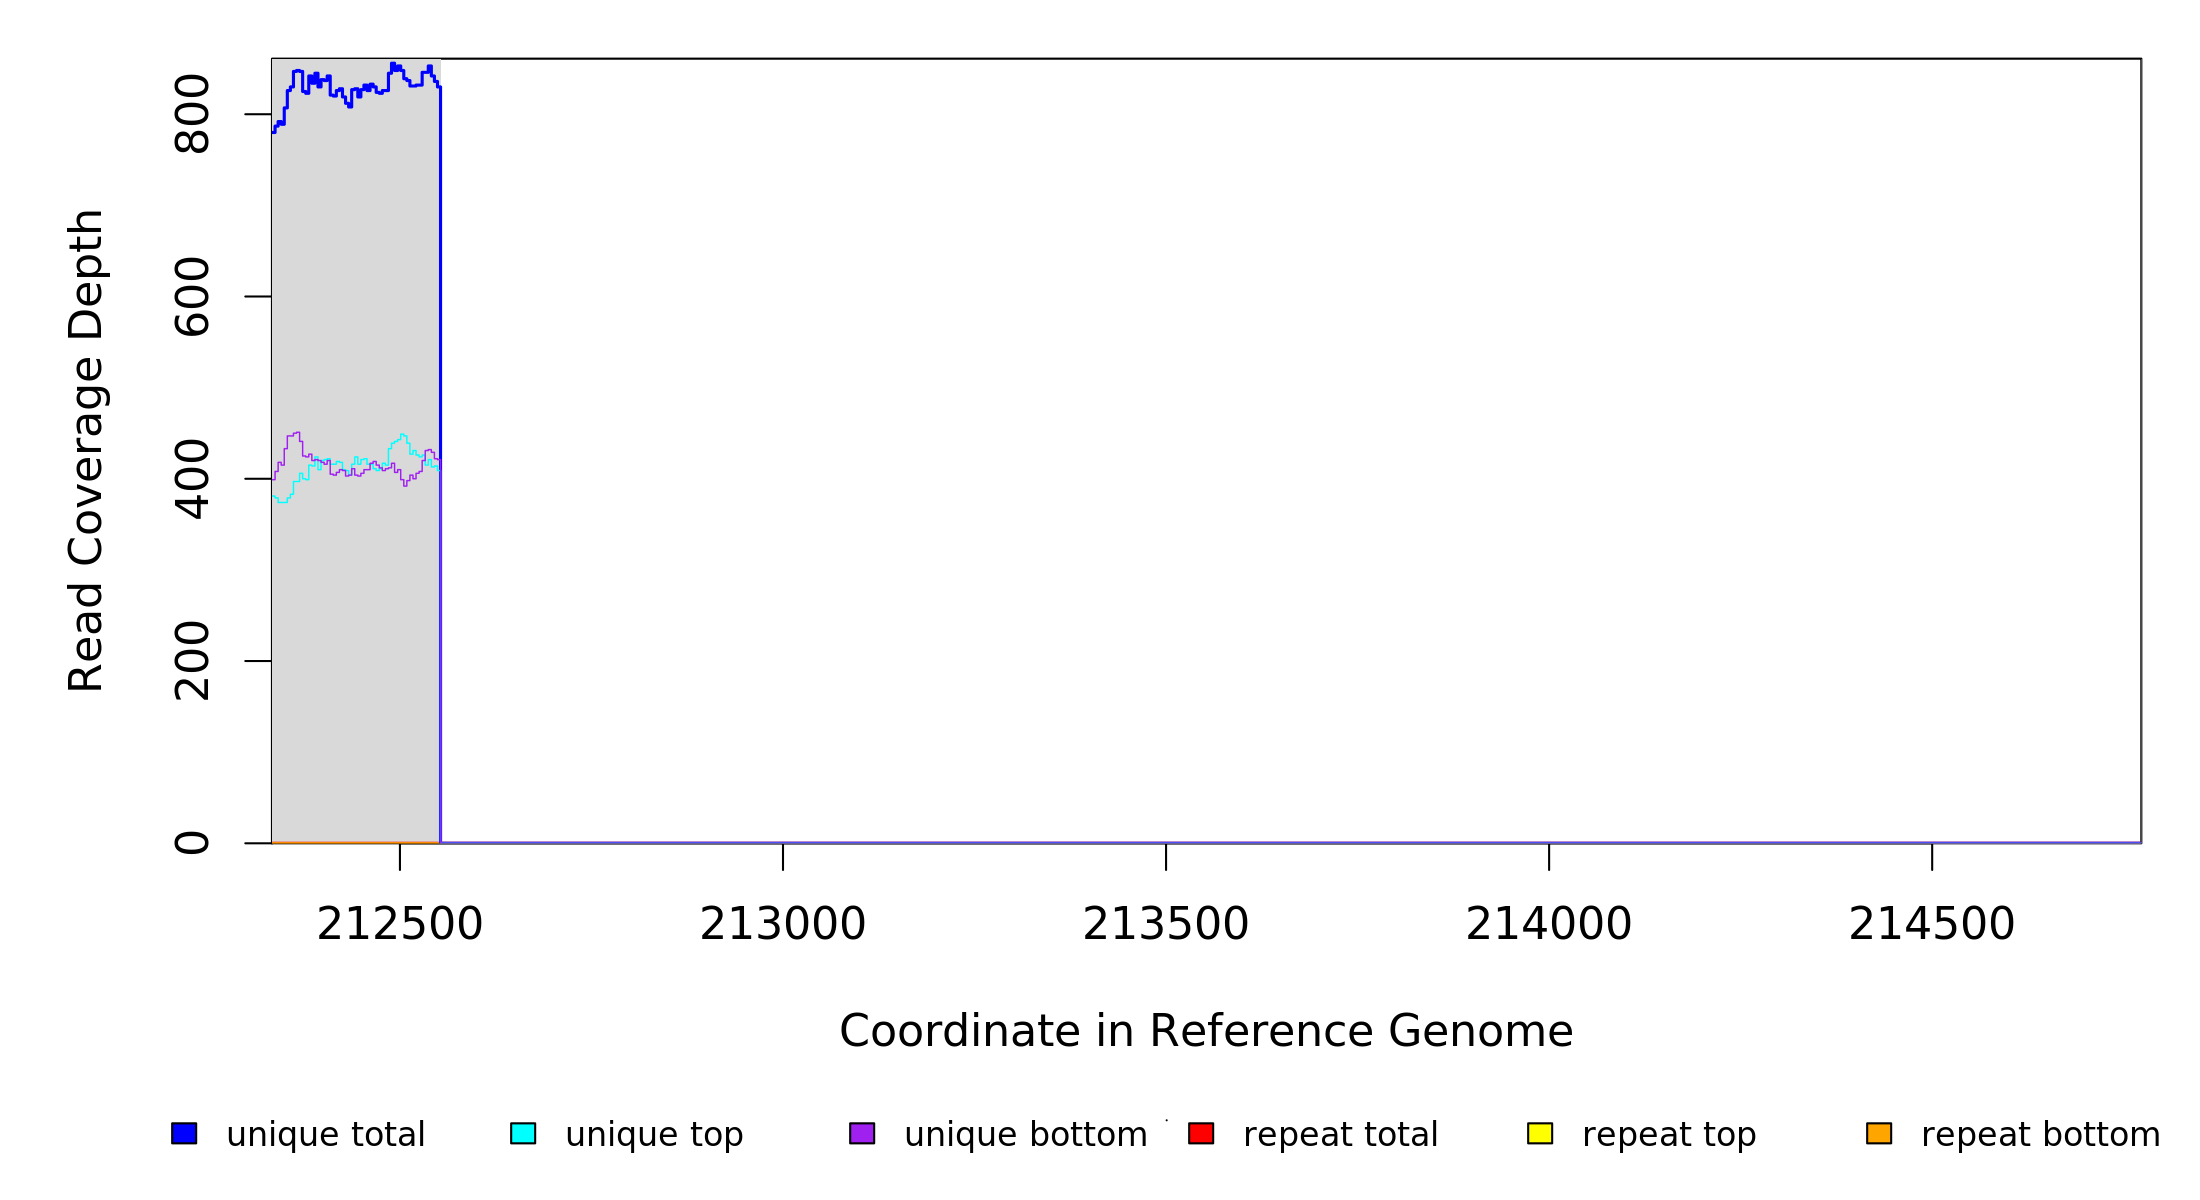 Read Coverage Depth
800
600
400
200
0
212500 213000 213500 214000 214500
Coordinate in Reference Genome
unique total unique top unique bottom repeat total repeat top repeat bottom